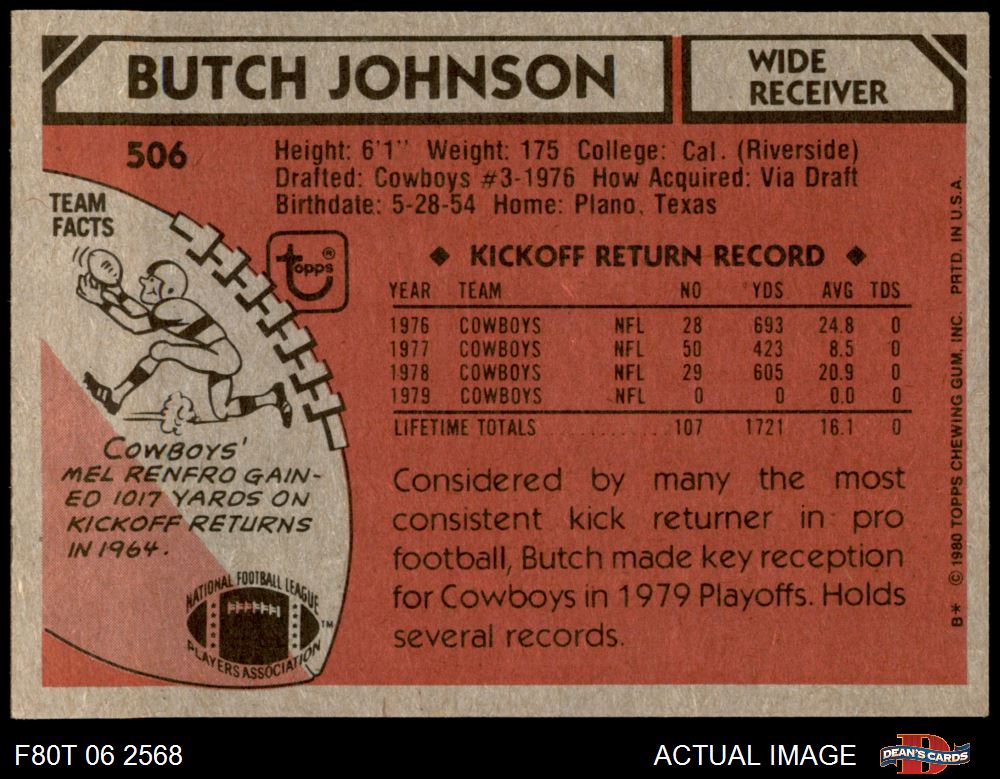 BUTCH JOHNSON
WIDE
RECEIVER
506
Height: 6'1" Weight: 175 College: Cal. (Riverside)
Drafted: Cowboys #3-1976 How Acquired: Via Draft
Birthdate: 5-28-54 Home: Plano, Texas
TEAM
FACTS
topps ®
◆ KICKOFF RETURN RECORD ◆
YEAR TEAM NO YDS AVG TDS
1976 COWBOYS NFL 28 693 24.8 0
1977 COWBOYS NFL 50 423 8.5 0
1978 COWBOYS NFL 29 605 20.9 0
1979 COWBOYS NFL 0 0 0.0 0
LIFETIME TOTALS .......... 107 1721 16.1 0
COWBOYS'
MEL RENFRO GAIN-
ED 1017 YARDS ON
KICKOFF RETURNS
IN 1964.
Considered by many the most
consistent kick returner in pro
football, Butch made key reception
for Cowboys in 1979 Playoffs. Holds
several records.
NATIONAL FOOTBALL LEAGUE
PLAYERS ASSOCIATION
TM
B* © 1980 TOPPS CHEWING GUM, INC. PRTD. IN U.S.A.
F80T 06 2568
ACTUAL IMAGE
DEAN'S CARDS